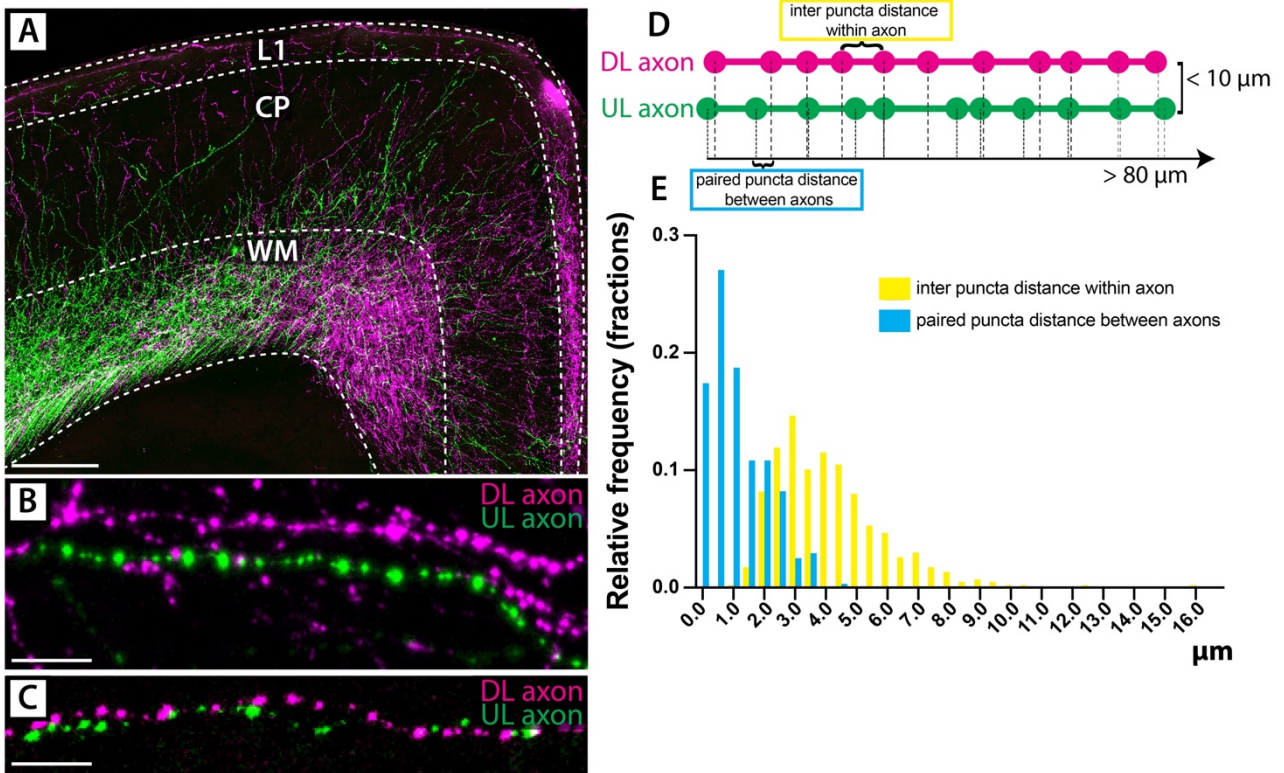 A
L1
CP
WM
B
DL axon
UL axon
C
DL axon
UL axon
D
inter puncta distance
within axon
DL axon
UL axon
< 10 µm
> 80 µm
paired puncta distance
between axons
E
Relative frequency (fractions)
0.3
0.2
0.1
0.0
inter puncta distance within axon
paired puncta distance between axons
0.0 1.0 2.0 3.0 4.0 5.0 6.0 7.0 8.0 9.0 10.0 11.0 12.0 13.0 14.0 15.0 16.0
µm